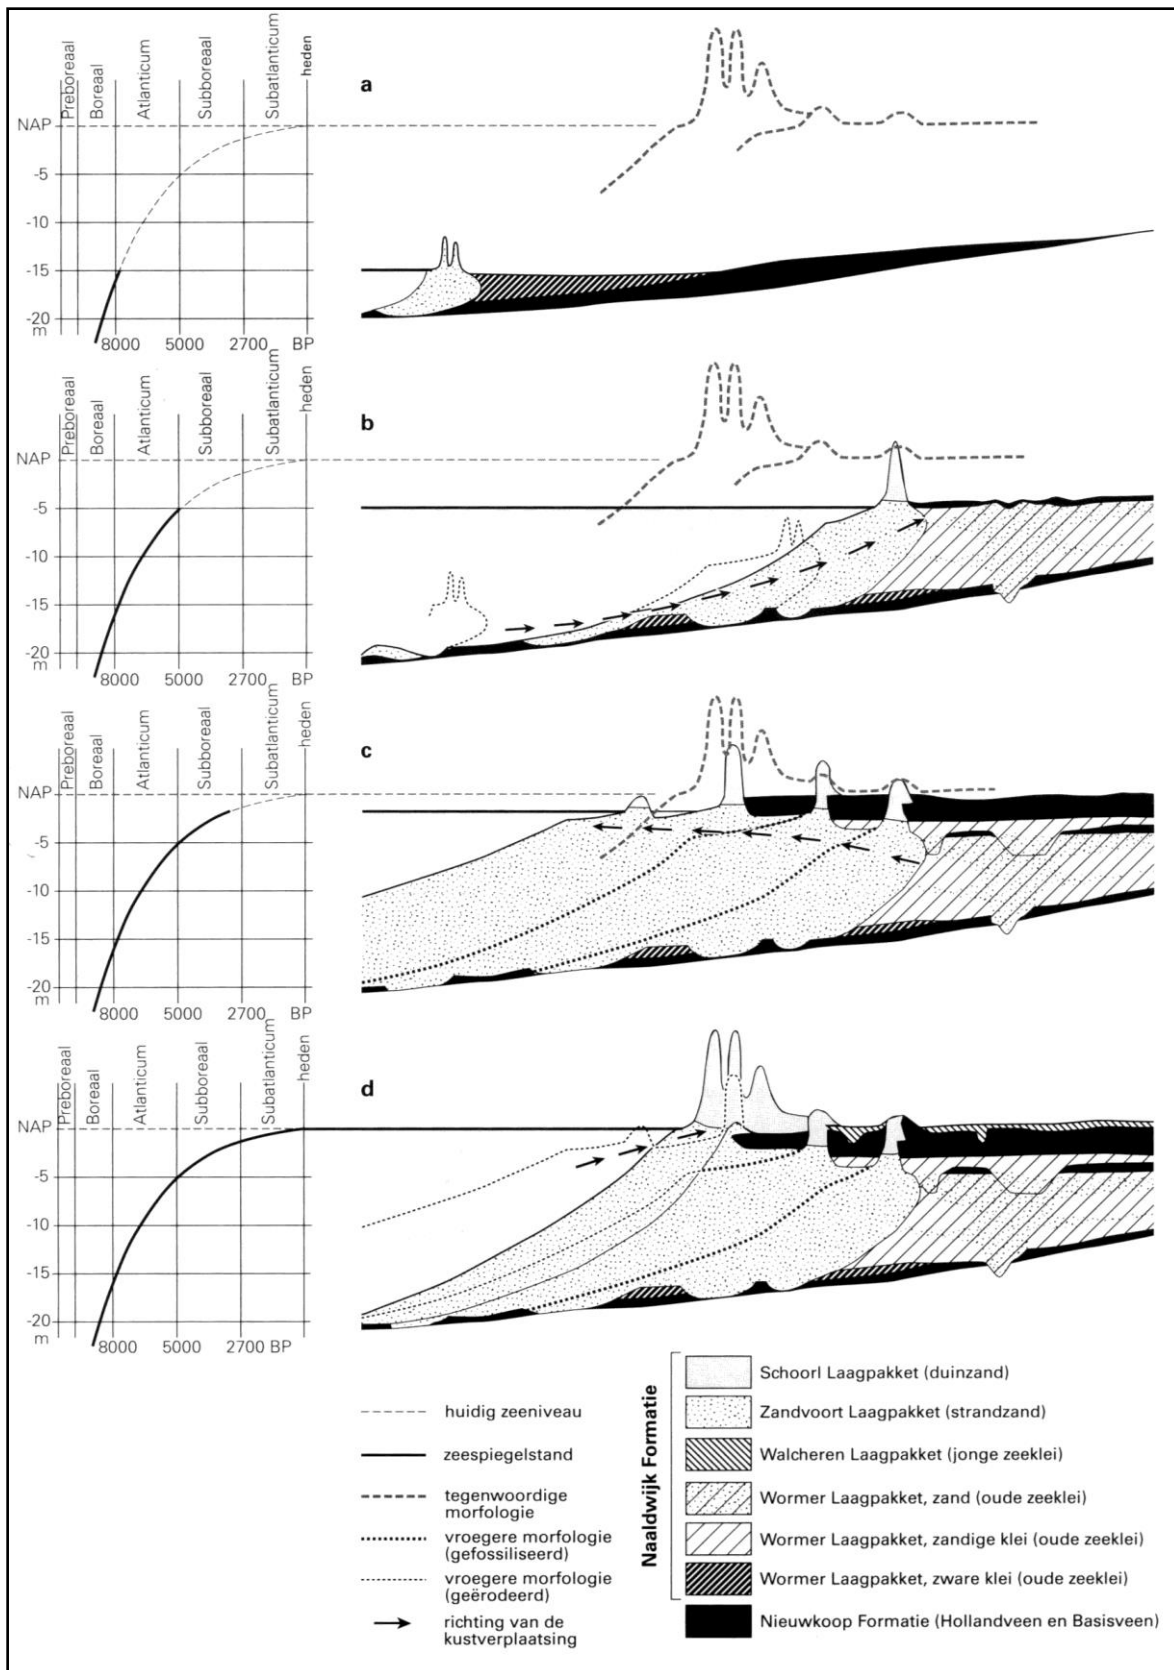 Preboreaal
Boreaal
Atlanticum
Subboreaal
Subatlanticum
heden
a
NAP
-5
-10
-15
-20
m
8000 5000 2700 BP
Preboreaal
Boreaal
Atlanticum
Subboreaal
Subatlanticum
heden
b
NAP
-5
-10
-15
-20
m
8000 5000 2700 BP
Preboreaal
Boreaal
Atlanticum
Subboreaal
Subatlanticum
heden
c
NAP
-5
-10
-15
-20
m
8000 5000 2700 BP
Preboreaal
Boreaal
Atlanticum
Subboreaal
Subatlanticum
heden
d
NAP
-5
-10
-15
-20
m
8000 5000 2700 BP
huidig zeeniveau
zeespiegelstand
tegenwoordige
morfologie
vroegere morfologie
(gefossiliseerd)
vroegere morfologie
(geërodeerd)
richting van de
kustverplaatsing
Naaldwijk Formatie
Schoorl Laagpakket (duinzand)
Zandvoort Laagpakket (strandzand)
Walcheren Laagpakket (jonge zeeklei)
Wormer Laagpakket, zand (oude zeeklei)
Wormer Laagpakket, zandige klei (oude zeeklei)
Wormer Laagpakket, zware klei (oude zeeklei)
Nieuwkoop Formatie (Hollandveen en Basisveen)